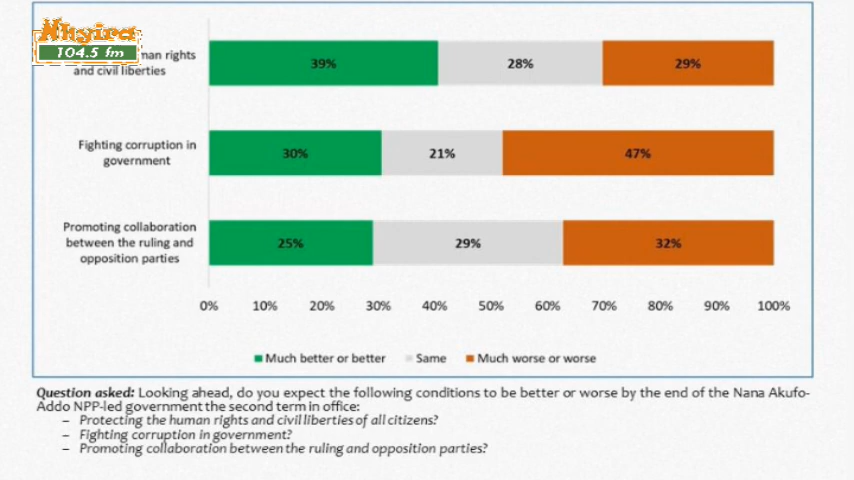 Nhyira
104.5 fm
man rights
and civil liberties
39%
28%
29%
Fighting corruption in
government
30%
21%
47%
Promoting collaboration
between the ruling and
opposition parties
25%
29%
32%
0% 10% 20% 30% 40% 50% 60% 70% 80% 90% 100%
Much better or better Same Much worse or worse
Question asked: Looking ahead, do you expect the following conditions to be better or worse by the end of the Nana Akufo-
Addo NPP-led government the second term in office:
– Protecting the human rights and civil liberties of all citizens?
– Fighting corruption in government?
– Promoting collaboration between the ruling and opposition parties?